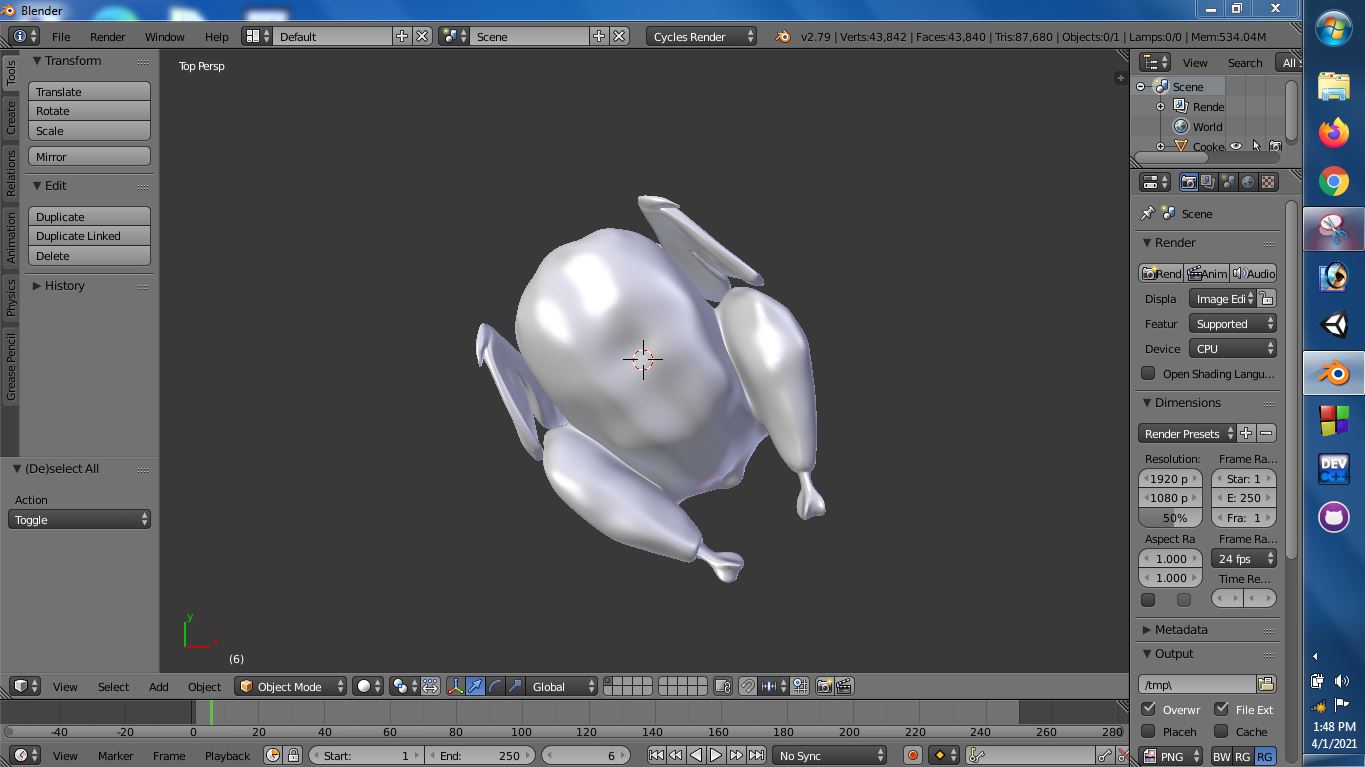 Blender
File Render Window Help Default Scene Cycles Render v2.79 | Verts:43,842 | Faces:43,840 | Tris:87,680 | Objects:0/1 | Lamps:0/0 | Mem:534.04M
Tools
Create
Relations
Animation
Physics
Grease Pencil
Transform
Translate
Rotate
Scale
Mirror
Edit
Duplicate
Duplicate Linked
Delete
History
(De)select All
Action
Toggle
Top Persp
y
x
(6)
View Search All S
Scene
Rende
World
Cooke
Scene
Render
Rend Anim Audio
Displa Image Edi
Featur Supported
Device CPU
Open Shading Langu...
Dimensions
Render Presets
Resolution: Frame Ra...
1920 p Star: 1
1080 p E: 250
50% Fra: 1
Aspect Ra Frame Ra...
1.000 24 fps
1.000 Time Re...
Metadata
Output
/tmp\
Overwr File Ext
Placeh Cache
PNG BW RG RG
View Select Add Object Object Mode Global
-40 -20 0 20 40 60 80 100 120 140 160 180 200 220 240 260 280
View Marker Frame Playback Start: 1 End: 250 6 No Sync
DEV
C++
1:48 PM
4/1/2021